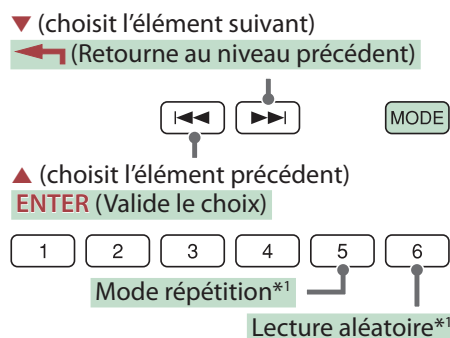 ▼ (choisit l’élément suivant)
(Retourne au niveau précédent)
MODE
▲ (choisit l’élément précédent)
ENTER (Valide le choix)
1 2 3 4 5 6
Mode répétition*1
Lecture aléatoire*1